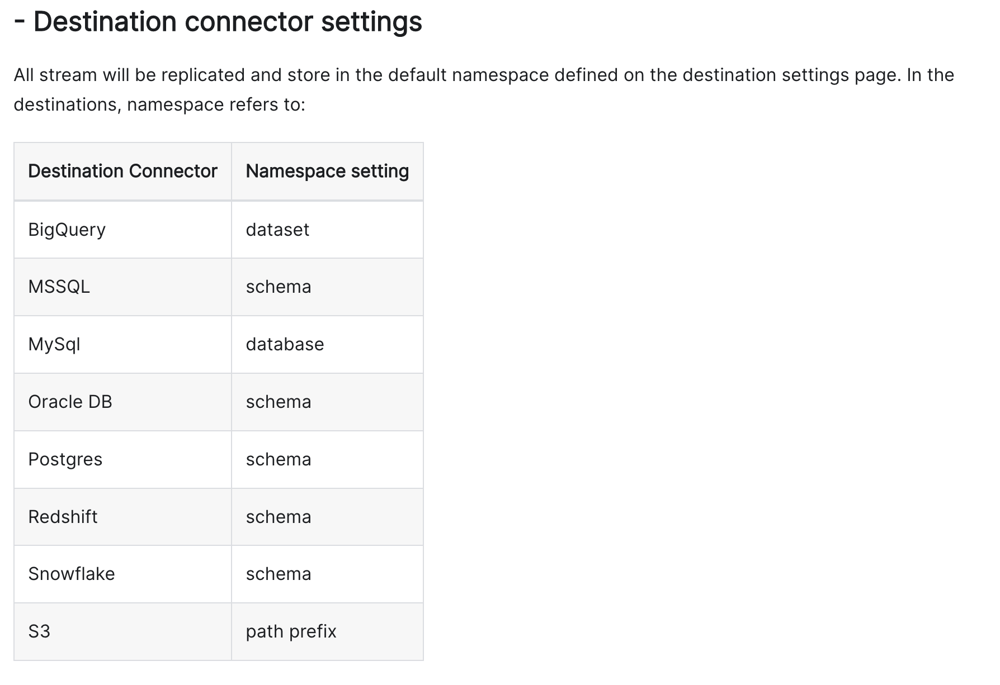 - Destination connector settings
All stream will be replicated and store in the default namespace defined on the destination settings page. In the
destinations, namespace refers to:
Destination Connector Namespace setting
BigQuery dataset
MSSQL schema
MySql database
Oracle DB schema
Postgres schema
Redshift schema
Snowflake schema
S3 path prefix